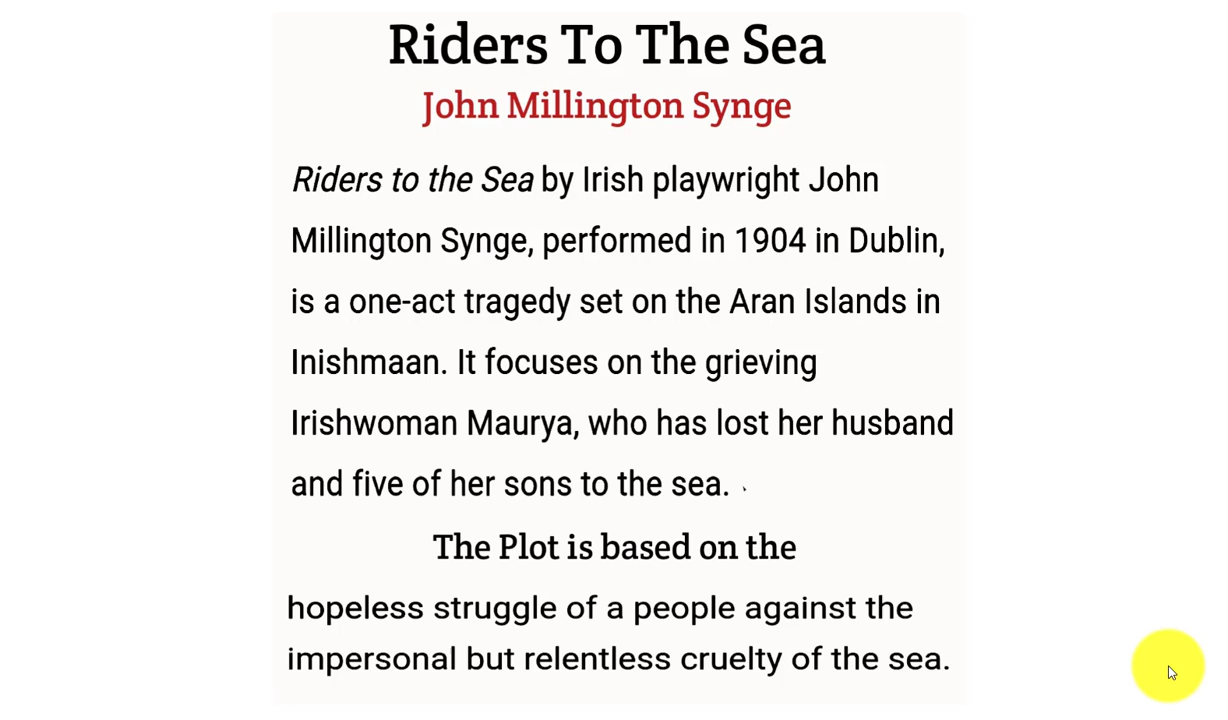 Riders To The Sea
John Millington Synge
Riders to the Sea by Irish playwright John
Millington Synge, performed in 1904 in Dublin,
is a one-act tragedy set on the Aran Islands in
Inishmaan. It focuses on the grieving
Irishwoman Maurya, who has lost her husband
and five of her sons to the sea.
The Plot is based on the
hopeless struggle of a people against the
impersonal but relentless cruelty of the sea.